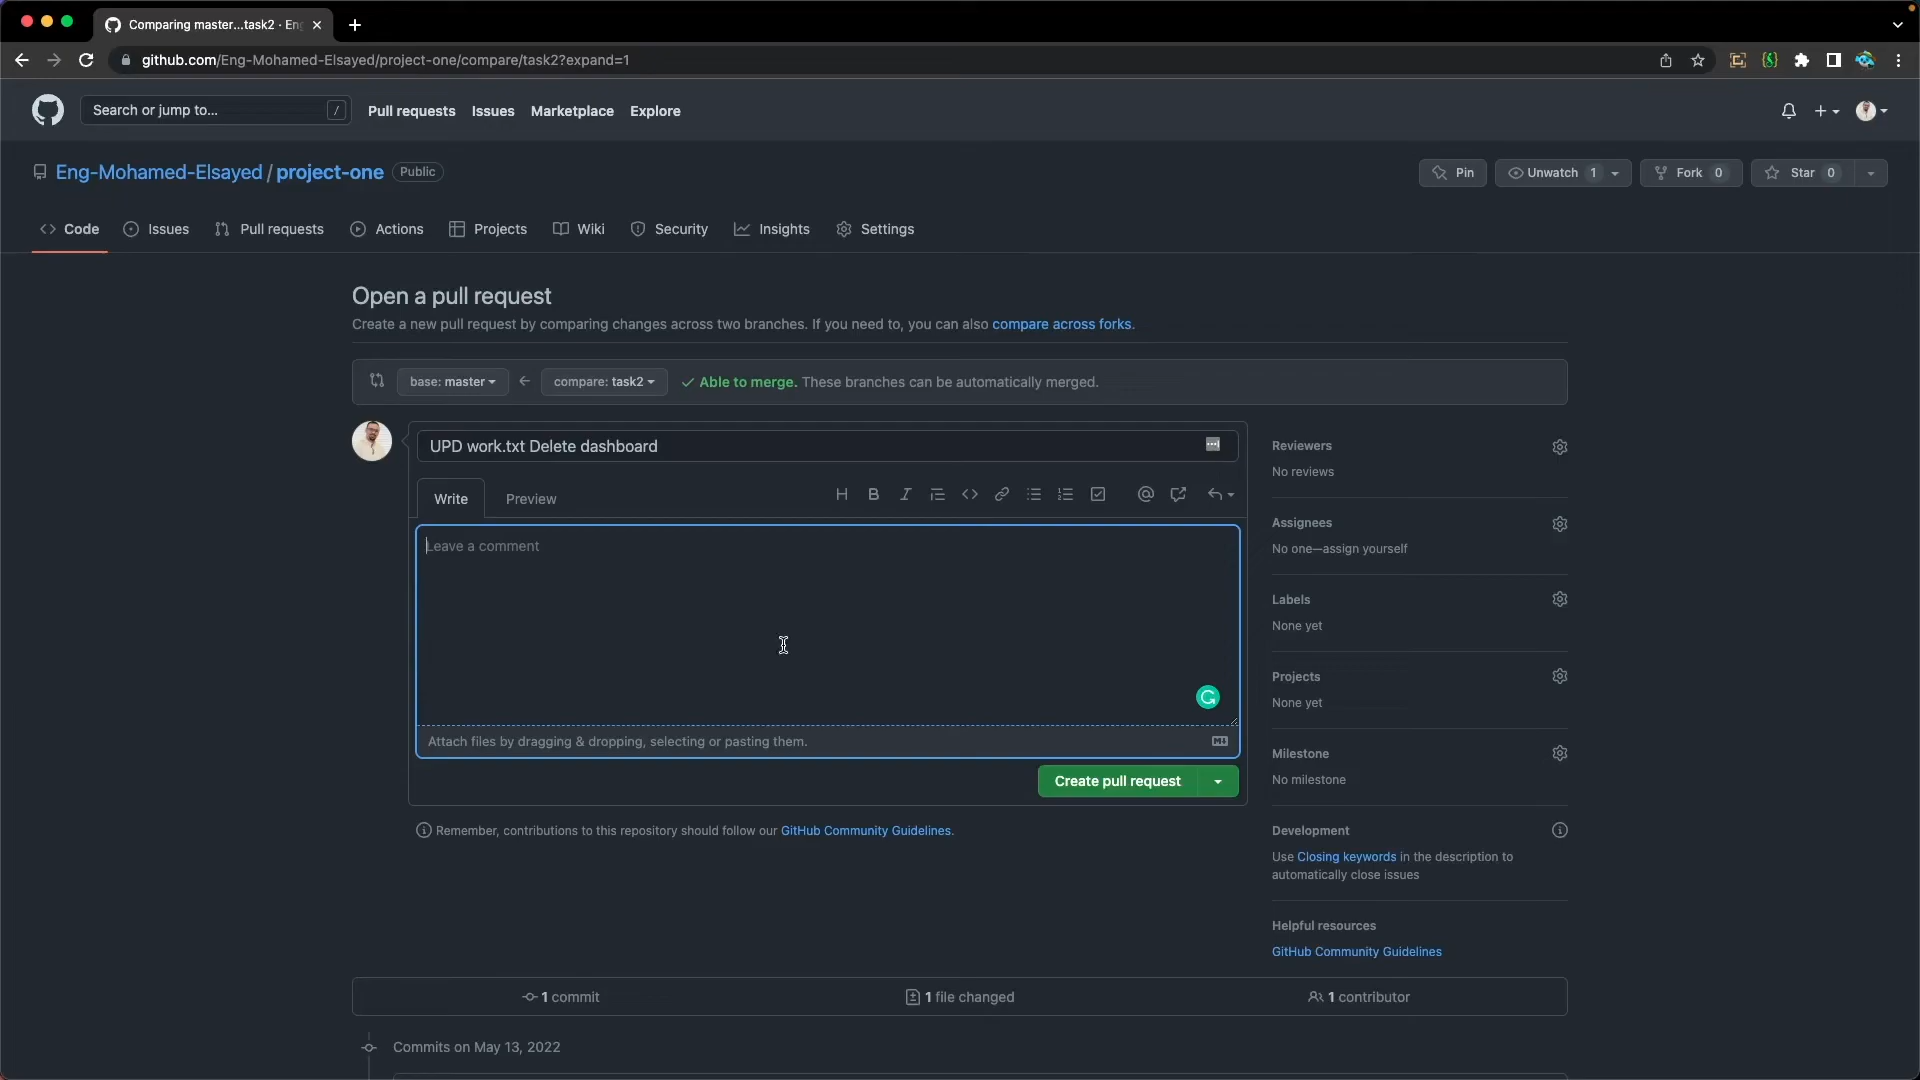 Comparing master...task2 · En
github.com/Eng-Mohamed-Elsayed/project-one/compare/task2?expand=1
Search or jump to... / Pull requests Issues Marketplace Explore
Eng-Mohamed-Elsayed / project-one Public Pin Unwatch 1 Fork 0 Star 0
Code Issues Pull requests Actions Projects Wiki Security Insights Settings
Open a pull request
Create a new pull request by comparing changes across two branches. If you need to, you can also compare across forks.
base: master compare: task2 Able to merge. These branches can be automatically merged.
UPD work.txt Delete dashboard
Write Preview
Leave a comment
Attach files by dragging & dropping, selecting or pasting them.
Create pull request
Remember, contributions to this repository should follow our GitHub Community Guidelines.
Reviewers
No reviews
Assignees
No one—assign yourself
Labels
None yet
Projects
None yet
Milestone
No milestone
Development
Use Closing keywords in the description to
automatically close issues
Helpful resources
GitHub Community Guidelines
1 commit 1 file changed 1 contributor
Commits on May 13, 2022